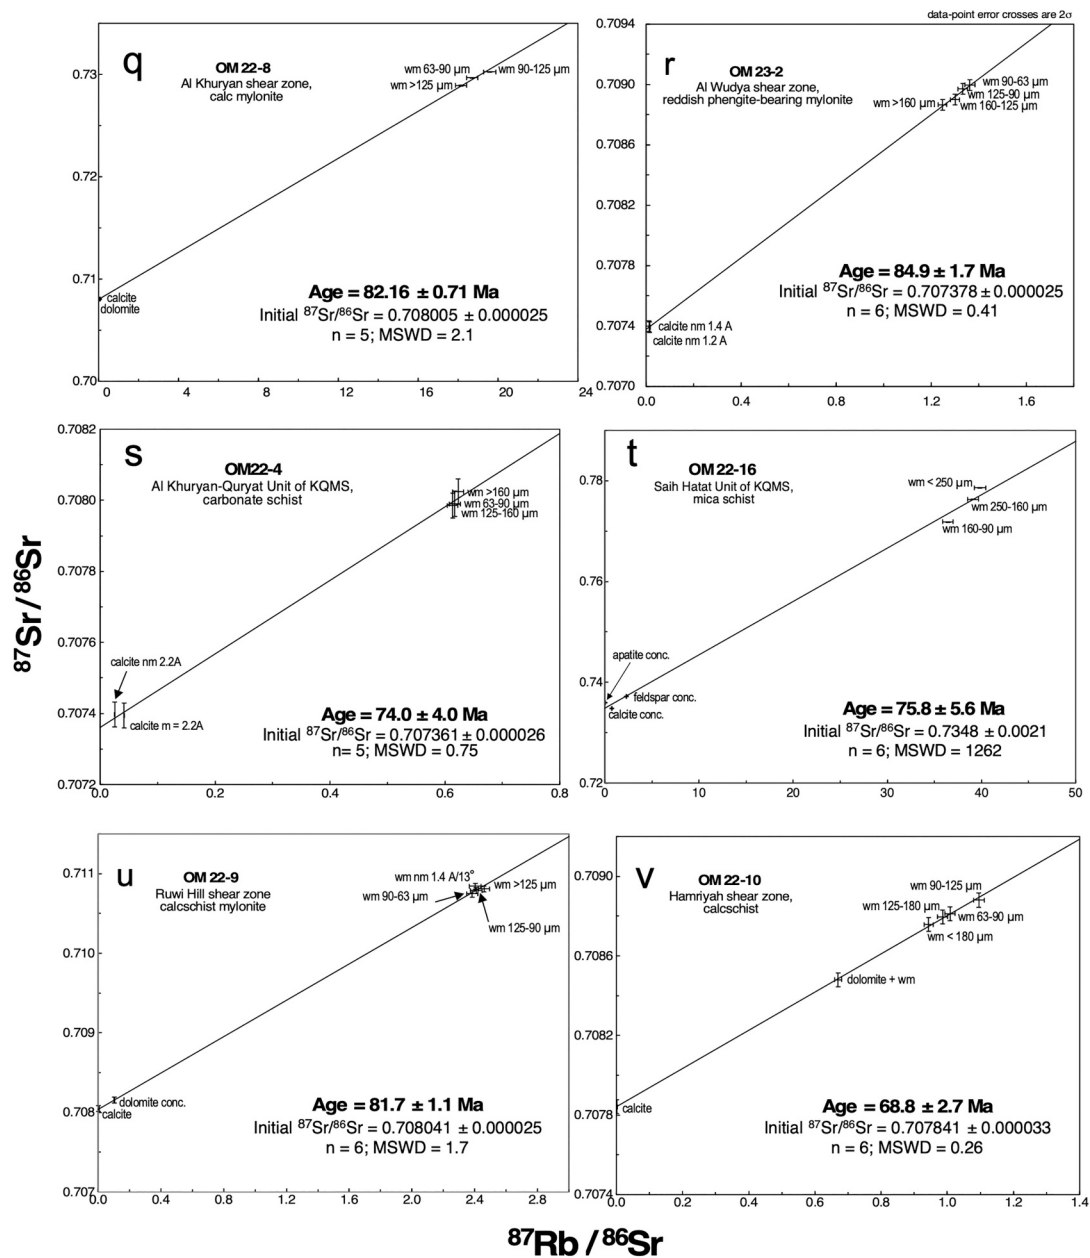 data-point error crosses are 2σ
q
OM 22-8
Al Khuryan shear zone,
calc mylonite
0.73
0.72
0.71
0.70
wm 63-90 µm
wm 90-125 µm
wm >125 µm
calcite
dolomite
Age = 82.16 ± 0.71 Ma
Initial ⁸⁷Sr/⁸⁶Sr = 0.708005 ± 0.000025
n = 5; MSWD = 2.1
0 4 8 12 16 20 24
r
OM 23-2
Al Wudya shear zone,
reddish phengite-bearing mylonite
0.7094
0.7090
0.7086
0.7082
0.7078
0.7074
0.7070
wm 90-63 µm
wm 125-90 µm
wm >160 µm
wm 160-125 µm
calcite nm 1.4 A
calcite nm 1.2 A
Age = 84.9 ± 1.7 Ma
Initial ⁸⁷Sr/⁸⁶Sr = 0.707378 ± 0.000025
n = 6; MSWD = 0.41
0.0 0.4 0.8 1.2 1.6
s
OM22-4
Al Khuryan-Quryat Unit of KQMS,
carbonate schist
0.7082
0.7080
0.7078
0.7076
0.7074
0.7072
wm >160 µm
wm 63-90 µm
wm 125-160 µm
calcite nm 2.2A
calcite m = 2.2A
Age = 74.0 ± 4.0 Ma
Initial ⁸⁷Sr/⁸⁶Sr = 0.707361 ± 0.000026
n= 5; MSWD = 0.75
0.0 0.2 0.4 0.6 0.8
t
OM 22-16
Saih Hatat Unit of KQMS,
mica schist
0.78
0.76
0.74
0.72
wm < 250 µm
wm 250-160 µm
wm 160-90 µm
apatite conc.
feldspar conc.
calcite conc.
Age = 75.8 ± 5.6 Ma
Initial ⁸⁷Sr/⁸⁶Sr = 0.7348 ± 0.0021
n = 6; MSWD = 1262
0 10 20 30 40 50
u
OM 22-9
Ruwi Hill shear zone
calcschist mylonite
0.711
0.710
0.709
0.708
0.707
wm nm 1.4 A/13°
wm >125 µm
wm 90-63 µm
wm 125-90 µm
dolomite conc.
calcite
Age = 81.7 ± 1.1 Ma
Initial ⁸⁷Sr/⁸⁶Sr = 0.708041 ± 0.000025
n = 6; MSWD = 1.7
0.0 0.4 0.8 1.2 1.6 2.0 2.4 2.8
v
OM 22-10
Hamriyah shear zone,
calcschist
0.7090
0.7086
0.7082
0.7078
0.7074
wm 90-125 µm
wm 125-180 µm
wm 63-90 µm
wm < 180 µm
dolomite + wm
calcite
Age = 68.8 ± 2.7 Ma
Initial ⁸⁷Sr/⁸⁶Sr = 0.707841 ± 0.000033
n = 6; MSWD = 0.26
0.0 0.2 0.4 0.6 0.8 1.0 1.2 1.4
⁸⁷Sr/⁸⁶Sr
⁸⁷Rb/⁸⁶Sr